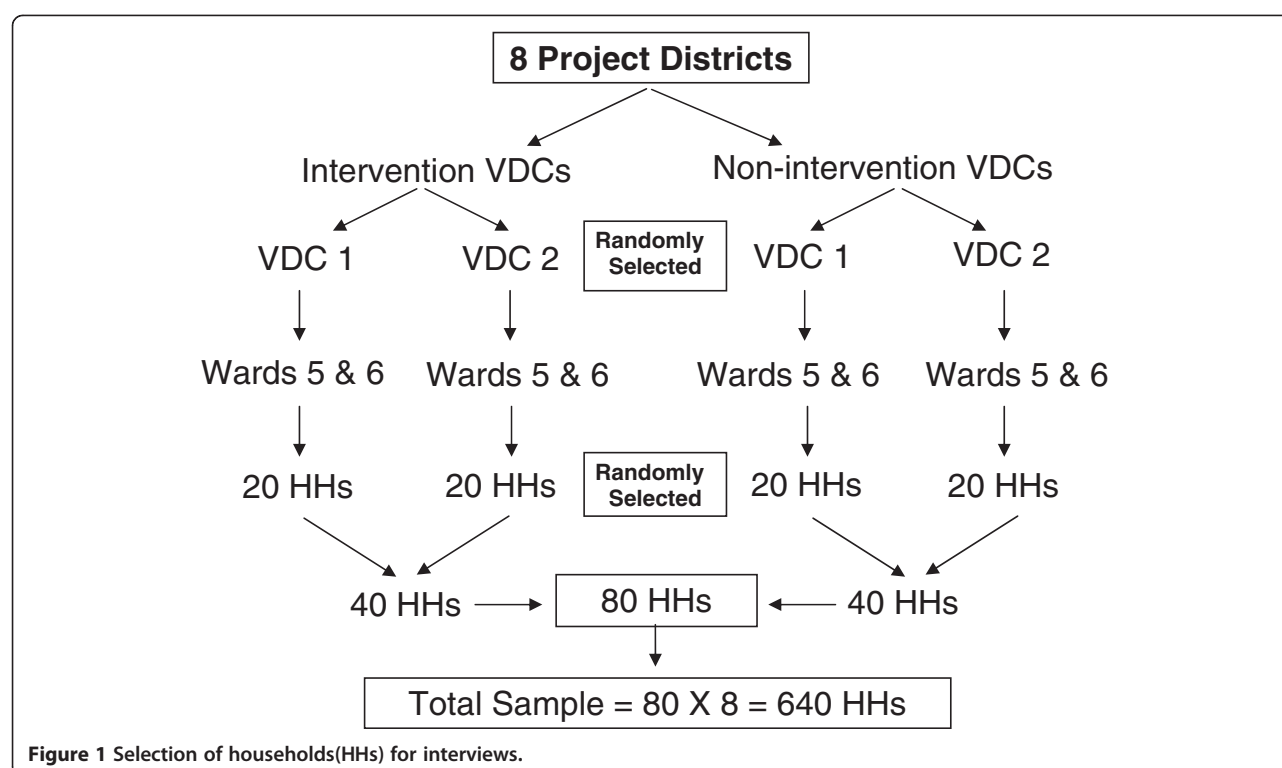 8 Project Districts
Intervention VDCs
Non-intervention VDCs
VDC 1
VDC 2
Randomly
Selected
VDC 1
VDC 2
Wards 5 & 6
Wards 5 & 6
Wards 5 & 6
Wards 5 & 6
20 HHs
20 HHs
Randomly
Selected
20 HHs
20 HHs
40 HHs
80 HHs
40 HHs
Total Sample = 80 X 8 = 640 HHs
Figure 1 Selection of households(HHs) for interviews.